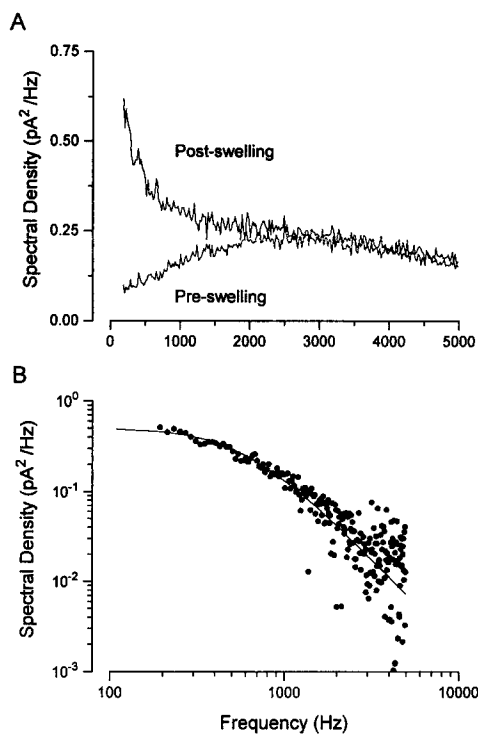 A
0.75
0.50
0.25
0.00
Spectral Density (pA²/Hz)
Post-swelling
Pre-swelling
0 1000 2000 3000 4000 5000
B
10⁰
10⁻¹
10⁻²
10⁻³
Spectral Density (pA²/Hz)
100 1000 10000
Frequency (Hz)